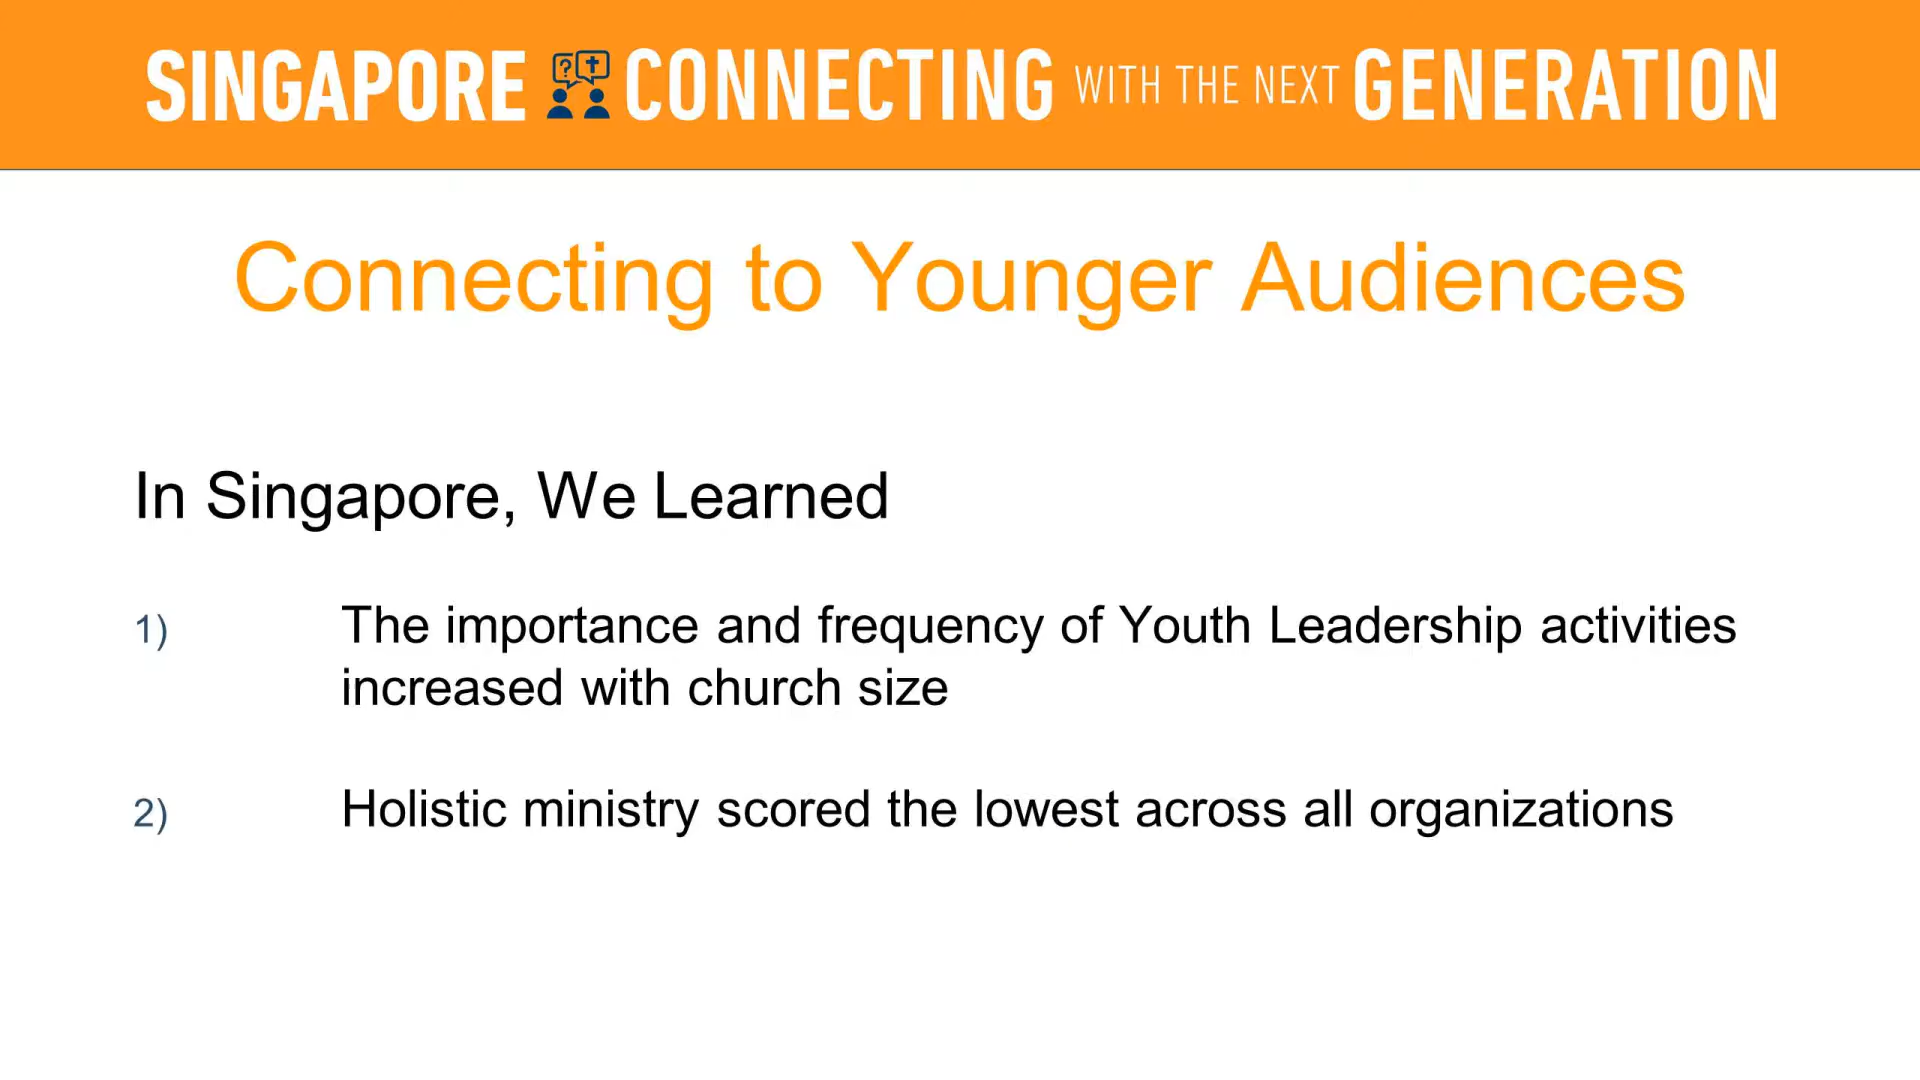 SINGAPORE ? CONNECTING WITH THE NEXT GENERATION
Connecting to Younger Audiences
In Singapore, We Learned
1) The importance and frequency of Youth Leadership activities
increased with church size
2) Holistic ministry scored the lowest across all organizations